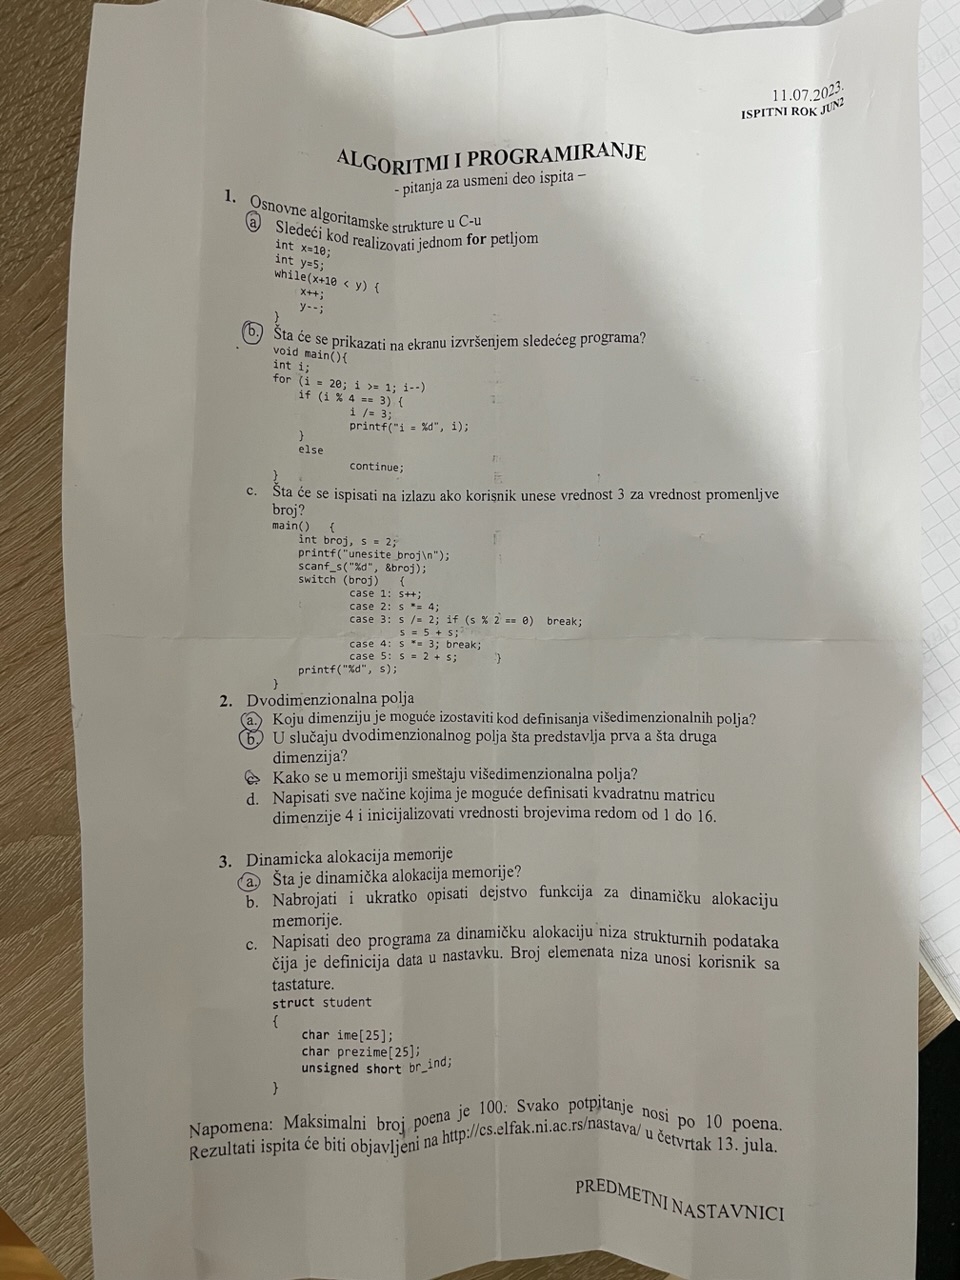 11.07.2023.
ISPITNI ROK JUN2
ALGORITMI I PROGRAMIRANJE
- pitanja za usmeni deo ispita –
1. Osnovne algoritamske strukture u C-u
a Sledeći kod realizovati jednom for petljom
int x=10;
int y=5;
while(x+10 < y) {
x++;
y--;
}
b. Šta će se prikazati na ekranu izvršenjem sledećeg programa?
void main(){
int i;
for (i = 20; i >= 1; i--)
if (i % 4 == 3) {
i /= 3;
printf("i = %d", i);
}
else
continue;
}
c. Šta će se ispisati na izlazu ako korisnik unese vrednost 3 za vrednost promenljve
broj?
main() {
int broj, s = 2;
printf("unesite broj\n");
scanf_s("%d", &broj);
switch (broj) {
case 1: s++;
case 2: s *= 4;
case 3: s /= 2; if (s % 2 == 0) break;
s = 5 + s;
case 4: s *= 3; break;
case 5: s = 2 + s; }
printf("%d", s);
}
2. Dvodimenzionalna polja
a. Koju dimenziju je moguće izostaviti kod definisanja višedimenzionalnih polja?
b. U slučaju dvodimenzionalnog polja šta predstavlja prva a šta druga
dimenzija?
c. Kako se u memoriji smeštaju višedimenzionalna polja?
d. Napisati sve načine kojima je moguće definisati kvadratnu matricu
dimenzije 4 i inicijalizovati vrednosti brojevima redom od 1 do 16.
3. Dinamicka alokacija memorije
a. Šta je dinamička alokacija memorije?
b. Nabrojati i ukratko opisati dejstvo funkcija za dinamičku alokaciju
memorije.
c. Napisati deo programa za dinamičku alokaciju niza strukturnih podataka
čija je definicija data u nastavku. Broj elemenata niza unosi korisnik sa
tastature.
struct student
{
char ime[25];
char prezime[25];
unsigned short br_ind;
}
Napomena: Maksimalni broj poena je 100. Svako potpitanje nosi po 10 poena.
Rezultati ispita će biti objavljeni na http://cs.elfak.ni.ac.rs/nastava/ u četvrtak 13. jula.
PREDMETNI NASTAVNICI